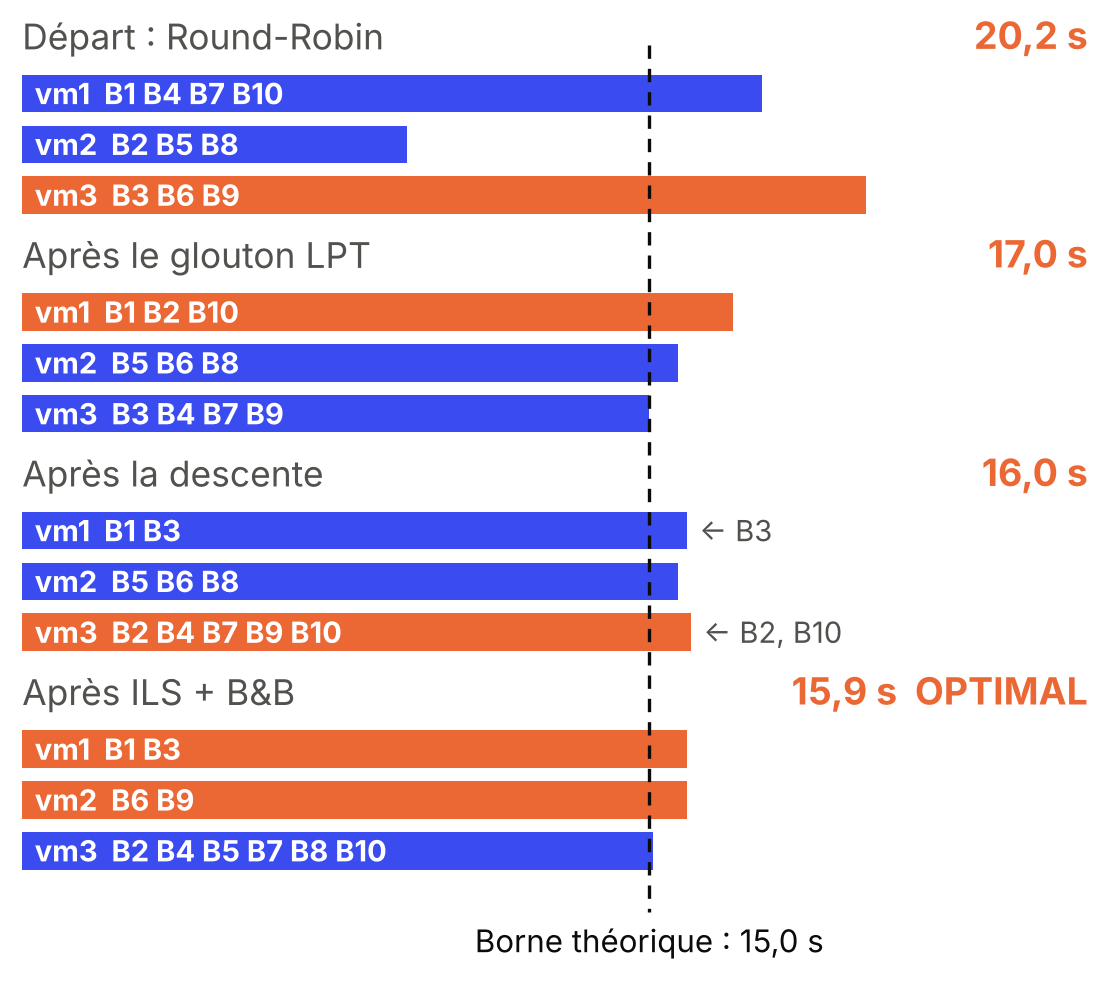 Départ : Round-Robin 20,2 s
vm1 B1 B4 B7 B10
vm2 B2 B5 B8
vm3 B3 B6 B9
Après le glouton LPT 17,0 s
vm1 B1 B2 B10
vm2 B5 B6 B8
vm3 B3 B4 B7 B9
Après la descente 16,0 s
vm1 B1 B3 ← B3
vm2 B5 B6 B8
vm3 B2 B4 B7 B9 B10 ← B2, B10
Après ILS + B&B 15,9 s OPTIMAL
vm1 B1 B3
vm2 B6 B9
vm3 B2 B4 B5 B7 B8 B10
Borne théorique : 15,0 s